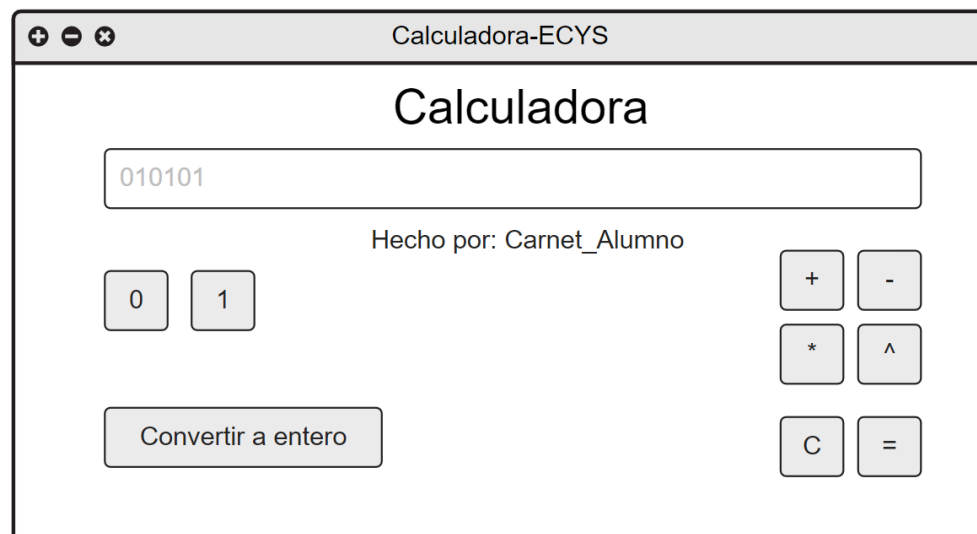 Calculadora-ECYS
Calculadora
010101
Hecho por: Carnet_Alumno
0 1 + -
* ^
Convertir a entero C =